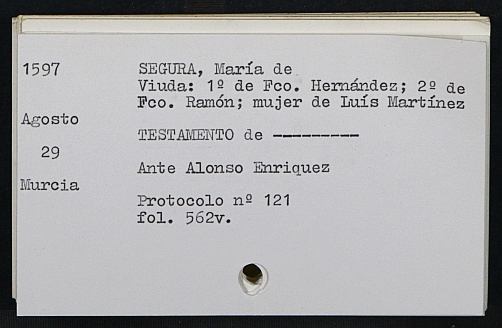 1597
SEGURA, María de
Viuda: 1º de Fco. Hernández; 2º de
Fco. Ramón; mujer de Luís Martínez
Agosto
TESTAMENTO de ---------
29
Ante Alonso Enriquez
Murcia
Protocolo nº 121
fol. 562v.